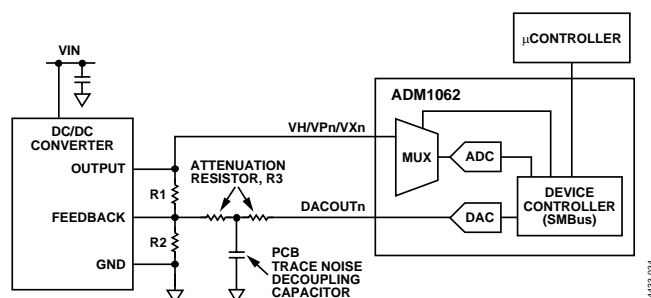 VIN
µCONTROLLER
DC/DC
CONVERTER
OUTPUT
FEEDBACK
GND
R1
R2
ATTENUATION
RESISTOR, R3
PCB
TRACE NOISE
DECOUPLING
CAPACITOR
VH/VPn/VXn
DACOUTn
ADM1062
MUX
ADC
DAC
DEVICE
CONTROLLER
(SMBus)